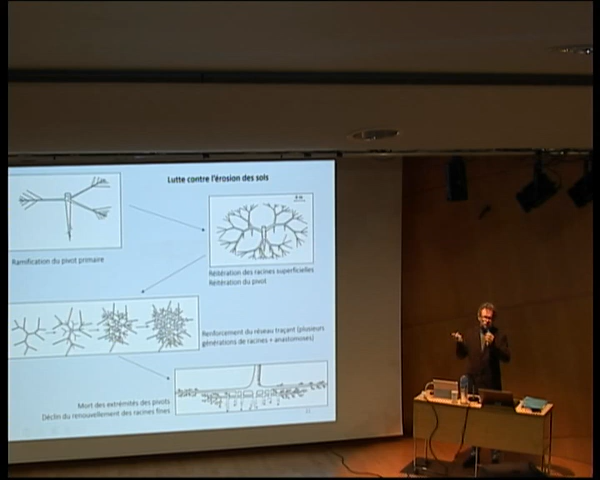 Lutte contre l'érosion des sols
Ramification du pivot primaire
Réitération des racines superficielles
Réitération du pivot
Renforcement du réseau traçant (plusieurs
générations de racines + anastomoses)
Mort des extrémités des pivots
Déclin du renouvellement des racines fines